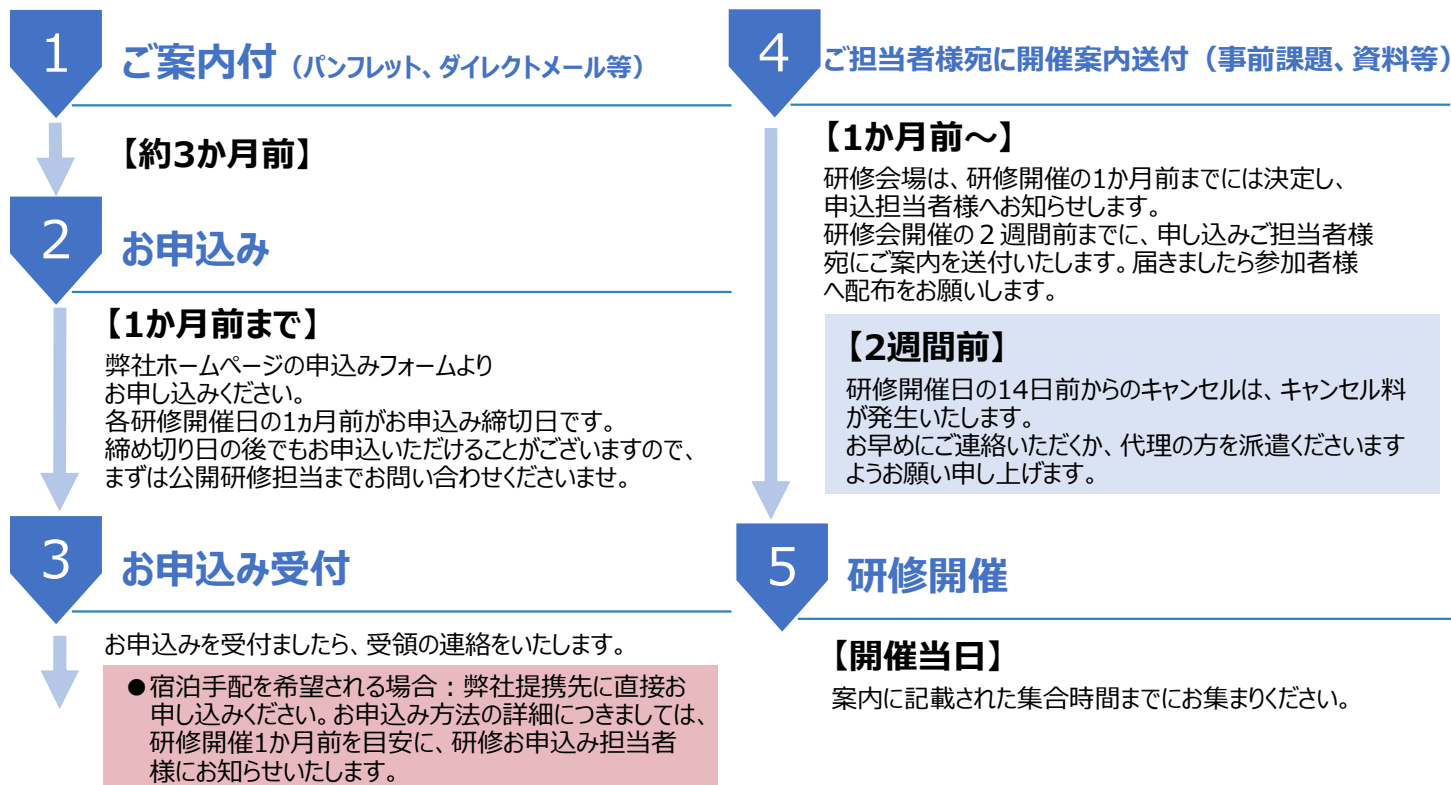 1
ご案内付（パンフレット、ダイレクトメール等）
【約3か月前】
2
お申込み
【1か月前まで】
弊社ホームページの申込みフォームより
お申し込みください。
各研修開催日の1ヵ月前がお申込み締切日です。
締め切り日の後でもお申込いただけることがございますので、
まずは公開研修担当までお問い合わせくださいませ。
3
お申込み受付
お申込みを受付ましたら、受領の連絡をいたします。
●宿泊手配を希望される場合：弊社提携先に直接お
申し込みください。お申込み方法の詳細につきましては、
研修開催1か月前を目安に、研修お申込み担当者
様にお知らせいたします。
4
ご担当者様宛に開催案内送付（事前課題、資料等）
【1か月前～】
研修会場は、研修開催の1か月前までには決定し、
申込担当者様へお知らせします。
研修会開催の２週間前までに、申し込みご担当者様
宛にご案内を送付いたします。届きましたら参加者様
へ配布をお願いします。
【2週間前】
研修開催日の14日前からのキャンセルは、キャンセル料
が発生いたします。
お早めにご連絡いただくか、代理の方を派遣くださいます
ようお願い申し上げます。
5
研修開催
【開催当日】
案内に記載された集合時間までにお集まりください。